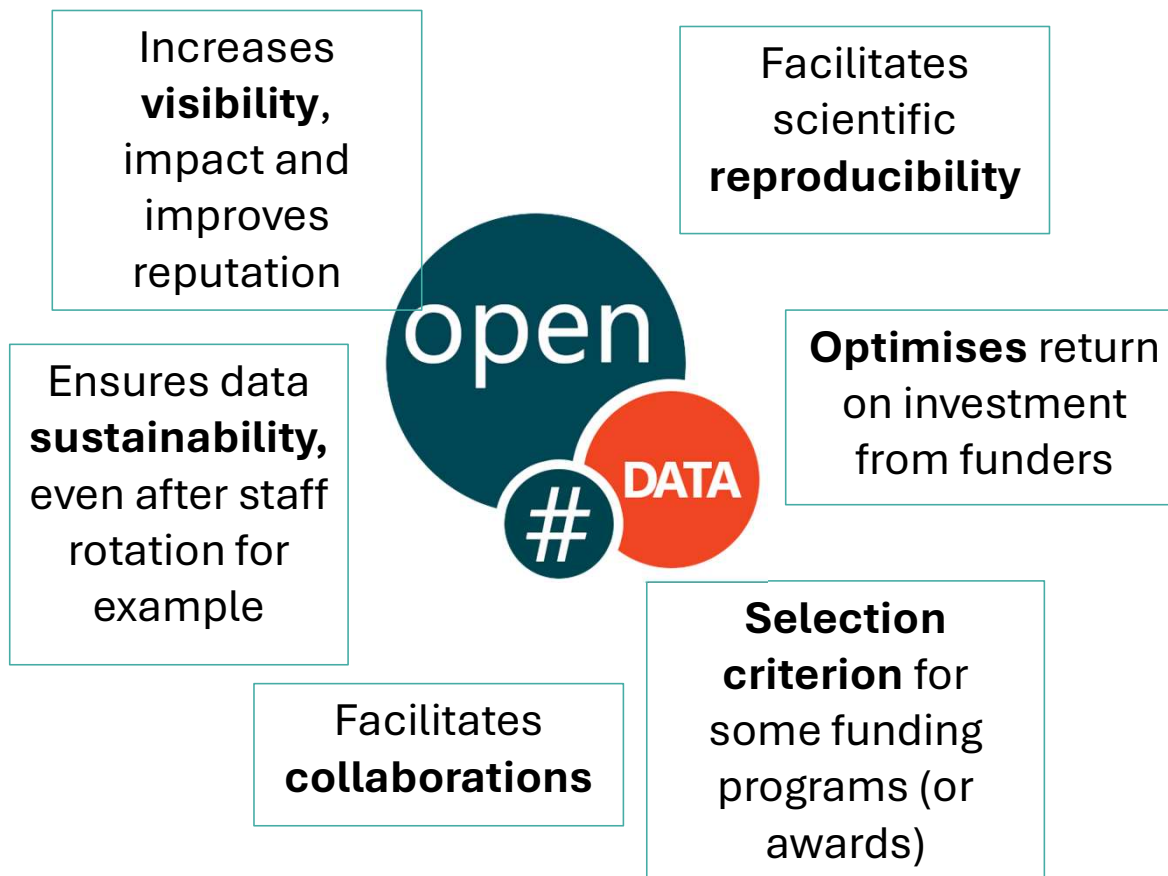 Increases
visibility,
impact and
improves
reputation
Facilitates
scientific
reproducibility
open
DATA
#
Optimises return
on investment
from funders
Ensures data
sustainability,
even after staff
rotation for
example
Selection
criterion for
some funding
programs (or
awards)
Facilitates
collaborations